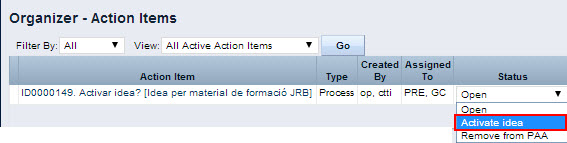 Organizer - Action Items
Filter By: All View: All Active Action Items Go
Action Item Type Created By Assigned To Status
ID0000149. Activar idea? [Idea per material de formació JRB] Process op, ctti PRE, GC Open
Open
Activate idea
Remove from PAA